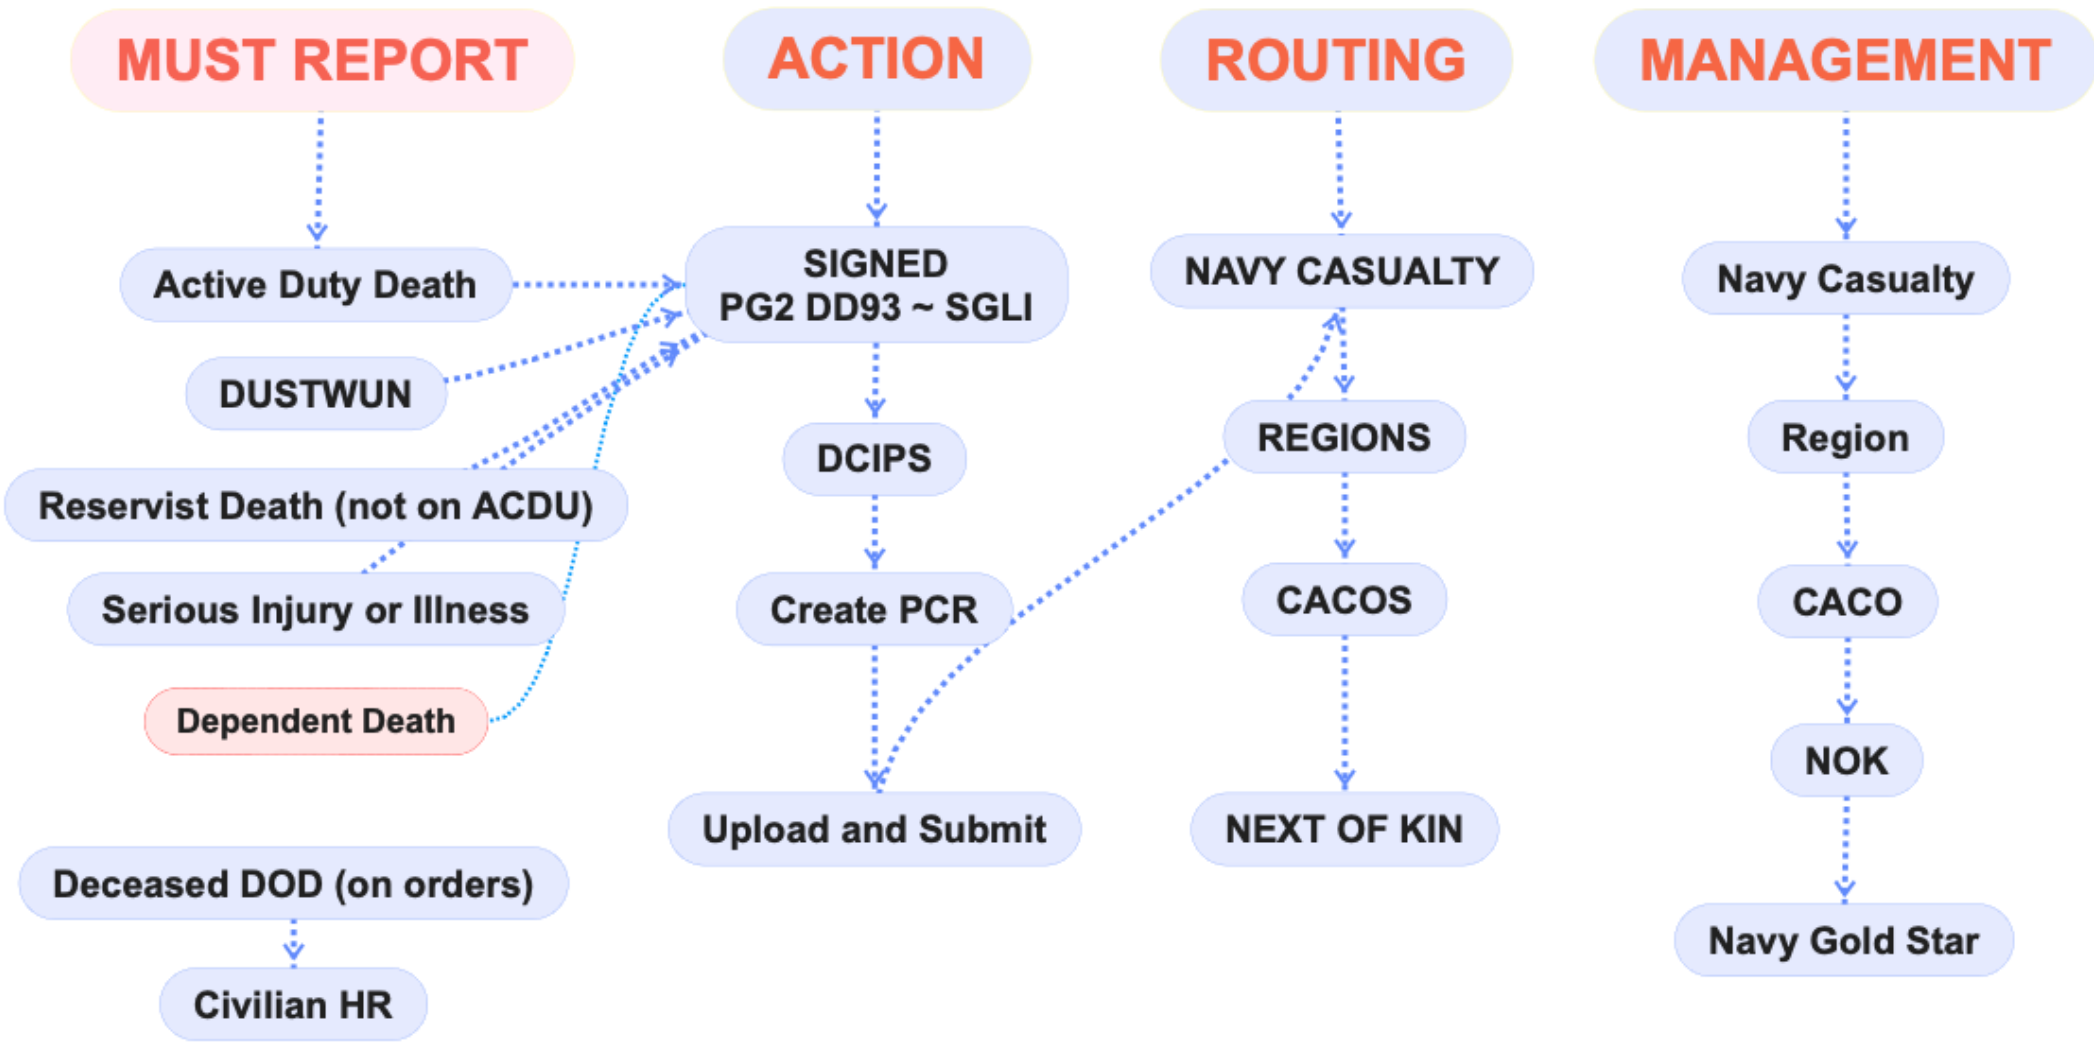 MUST REPORT
Active Duty Death
DUSTWUN
Reservist Death (not on ACDU)
Serious Injury or Illness
Dependent Death
Deceased DOD (on orders)
Civilian HR
ACTION
SIGNED
PG2 DD93 ~ SGLI
DCIPS
Create PCR
Upload and Submit
ROUTING
NAVY CASUALTY
REGIONS
CACOS
NEXT OF KIN
MANAGEMENT
Navy Casualty
Region
CACO
NOK
Navy Gold Star